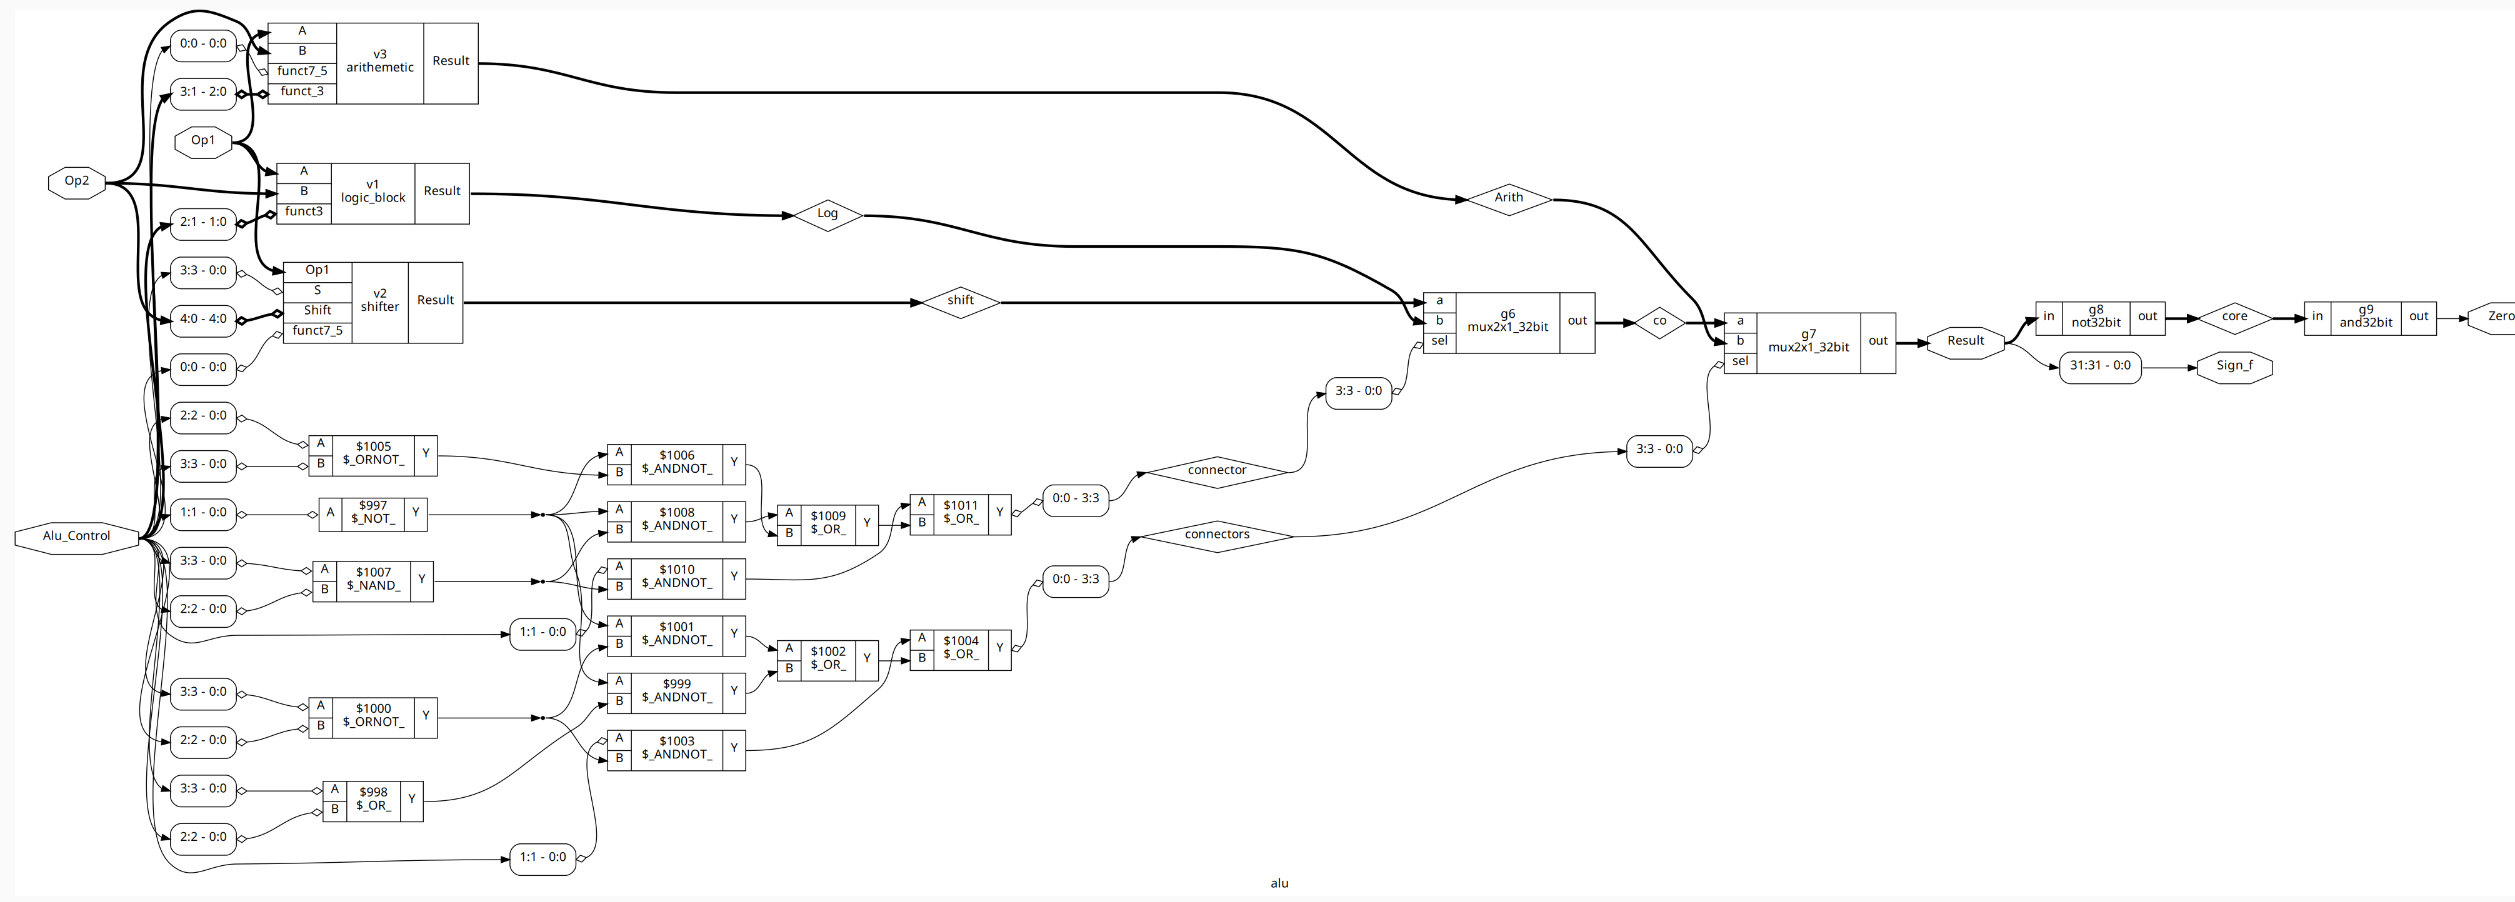 0:0 - 0:0
3:1 - 2:0
Op1
Op2
2:1 - 1:0
3:3 - 0:0
4:0 - 4:0
0:0 - 0:0
2:2 - 0:0
3:3 - 0:0
1:1 - 0:0
Alu_Control
3:3 - 0:0
2:2 - 0:0
3:3 - 0:0
2:2 - 0:0
3:3 - 0:0
2:2 - 0:0
A
B
funct7_5
funct_3
v3
arithemetic
Result
A
B
funct3
v1
logic_block
Result
Op1
S
Shift
funct7_5
v2
shifter
Result
A
B
$1005
$_ORNOT_
Y
A
$997
$_NOT_
Y
A
B
$1007
$_NAND_
Y
A
B
$1000
$_ORNOT_
Y
A
B
$998
$_OR_
Y
1:1 - 0:0
1:1 - 0:0
A
B
$1006
$_ANDNOT_
Y
A
B
$1008
$_ANDNOT_
Y
A
B
$1010
$_ANDNOT_
Y
A
B
$1001
$_ANDNOT_
Y
A
B
$999
$_ANDNOT_
Y
A
B
$1003
$_ANDNOT_
Y
A
B
$1009
$_OR_
Y
A
B
$1002
$_OR_
Y
A
B
$1011
$_OR_
Y
A
B
$1004
$_OR_
Y
Log
shift
0:0 - 3:3
0:0 - 3:3
connector
connectors
3:3 - 0:0
Arith
a
b
sel
g6
mux2x1_32bit
out
co
3:3 - 0:0
a
b
sel
g7
mux2x1_32bit
out
Result
in
g8
not32bit
out
31:31 - 0:0
core
Sign_f
in
g9
and32bit
out
Zero
alu